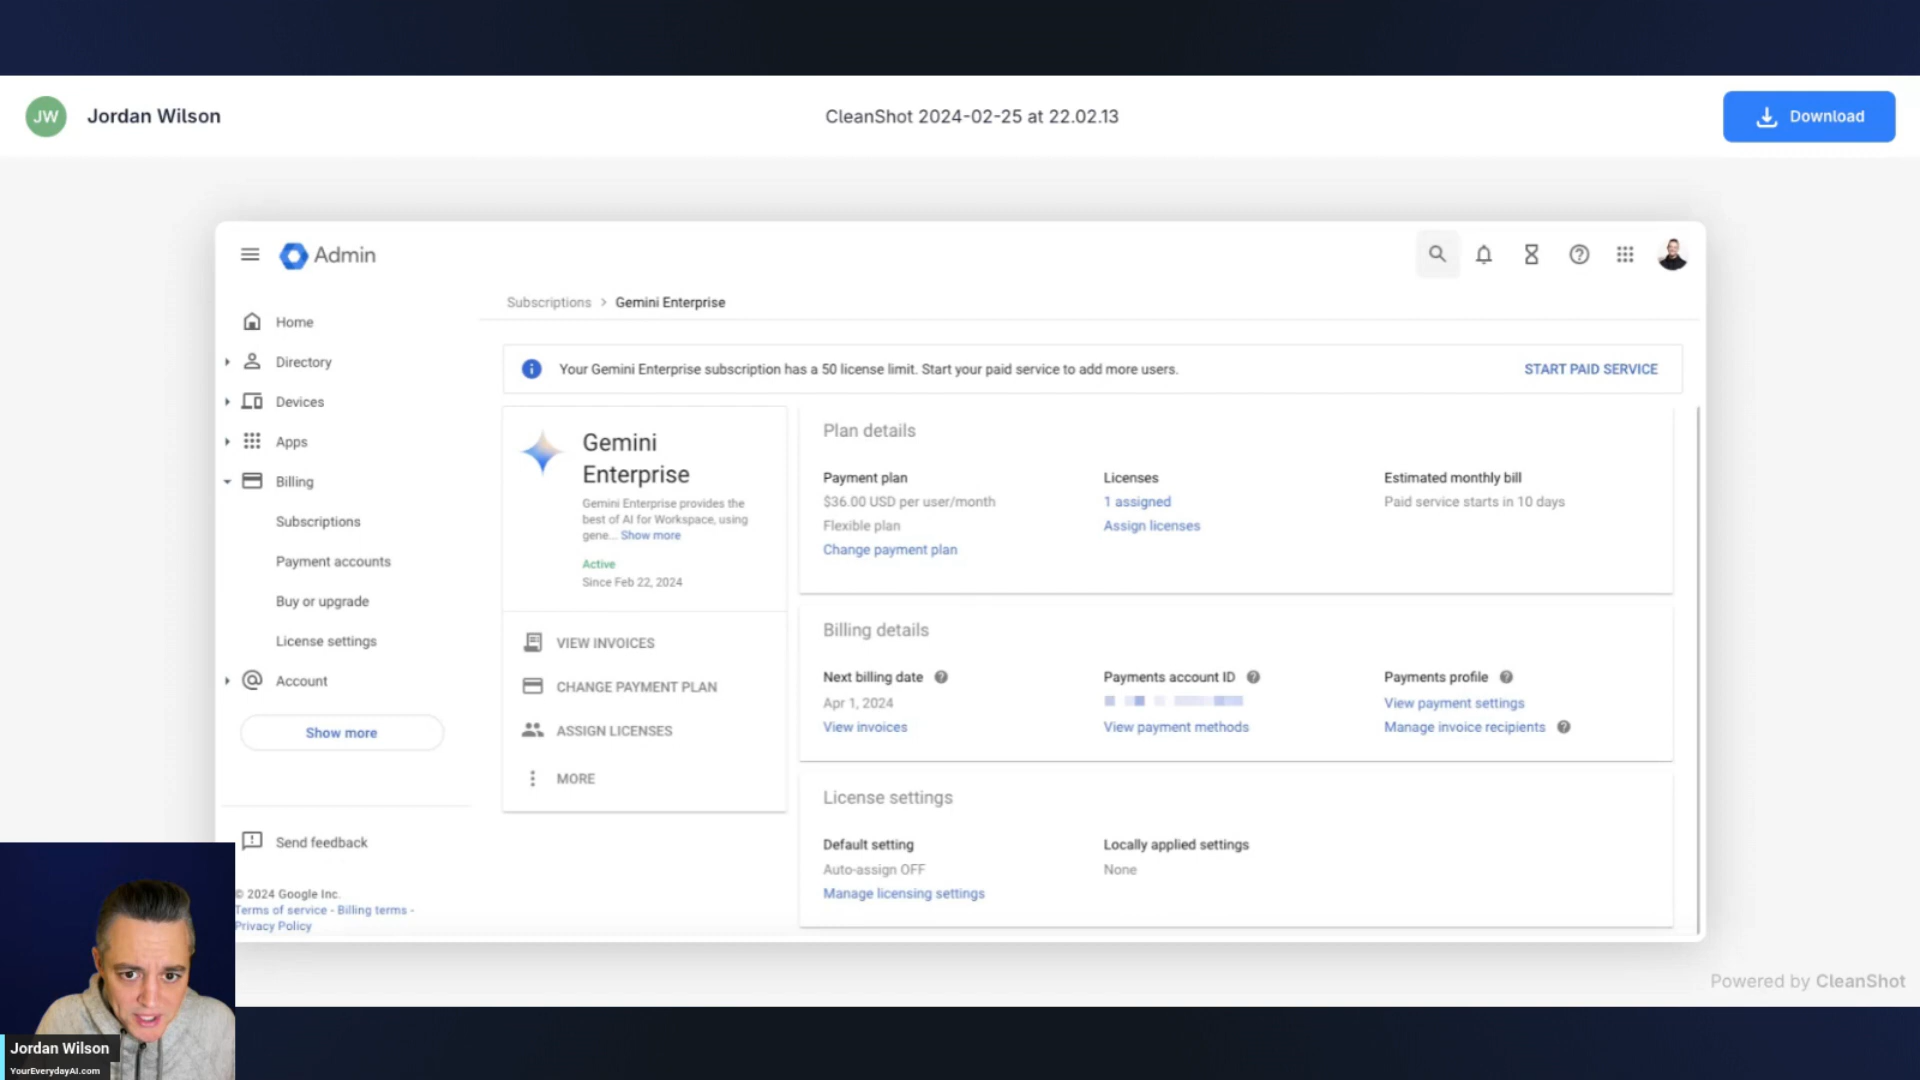 JW
Jordan Wilson
CleanShot 2024-02-25 at 22.02.13
Download
Admin
Home
Directory
Devices
Apps
Billing
Subscriptions
Payment accounts
Buy or upgrade
License settings
Account
Show more
Send feedback
© 2024 Google Inc.
Terms of service - Billing terms -
Privacy Policy
Subscriptions > Gemini Enterprise
Your Gemini Enterprise subscription has a 50 license limit. Start your paid service to add more users.
START PAID SERVICE
Gemini
Enterprise
Gemini Enterprise provides the
best of AI for Workspace, using
gene... Show more
Active
Since Feb 22, 2024
VIEW INVOICES
CHANGE PAYMENT PLAN
ASSIGN LICENSES
MORE
Plan details
Payment plan
$36.00 USD per user/month
Flexible plan
Change payment plan
Licenses
1 assigned
Assign licenses
Estimated monthly bill
Paid service starts in 10 days
Billing details
Next billing date
Apr 1, 2024
View invoices
Payments account ID
View payment methods
Payments profile
View payment settings
Manage invoice recipients
License settings
Default setting
Auto-assign OFF
Manage licensing settings
Locally applied settings
None
Powered by CleanShot
Jordan Wilson
YourEverydayAI.com